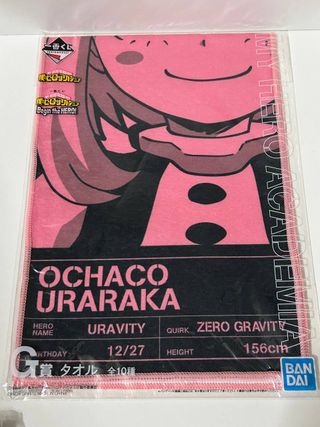 一番くじ
僕のヒーローアカデミア
一番くじ
僕のヒーローアカデミア
Begin the HERO!
MY HERO ACADEMIA
OCHACO
URARAKA
HERO NAME URAVITY QUIRK ZERO GRAVITY
BIRTHDAY 12/27 HEIGHT 156cm
G賞 タオル 全10種
BAN
DAI